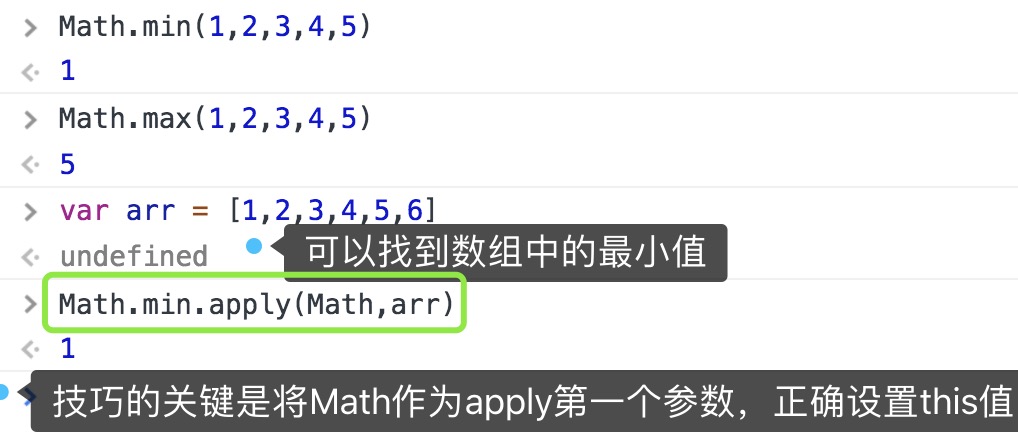 Math.min(1,2,3,4,5)
1
Math.max(1,2,3,4,5)
5
var arr = [1,2,3,4,5,6]
undefined
可以找到数组中的最小值
Math.min.apply(Math,arr)
1
技巧的关键是将Math作为apply第一个参数，正确设置this值